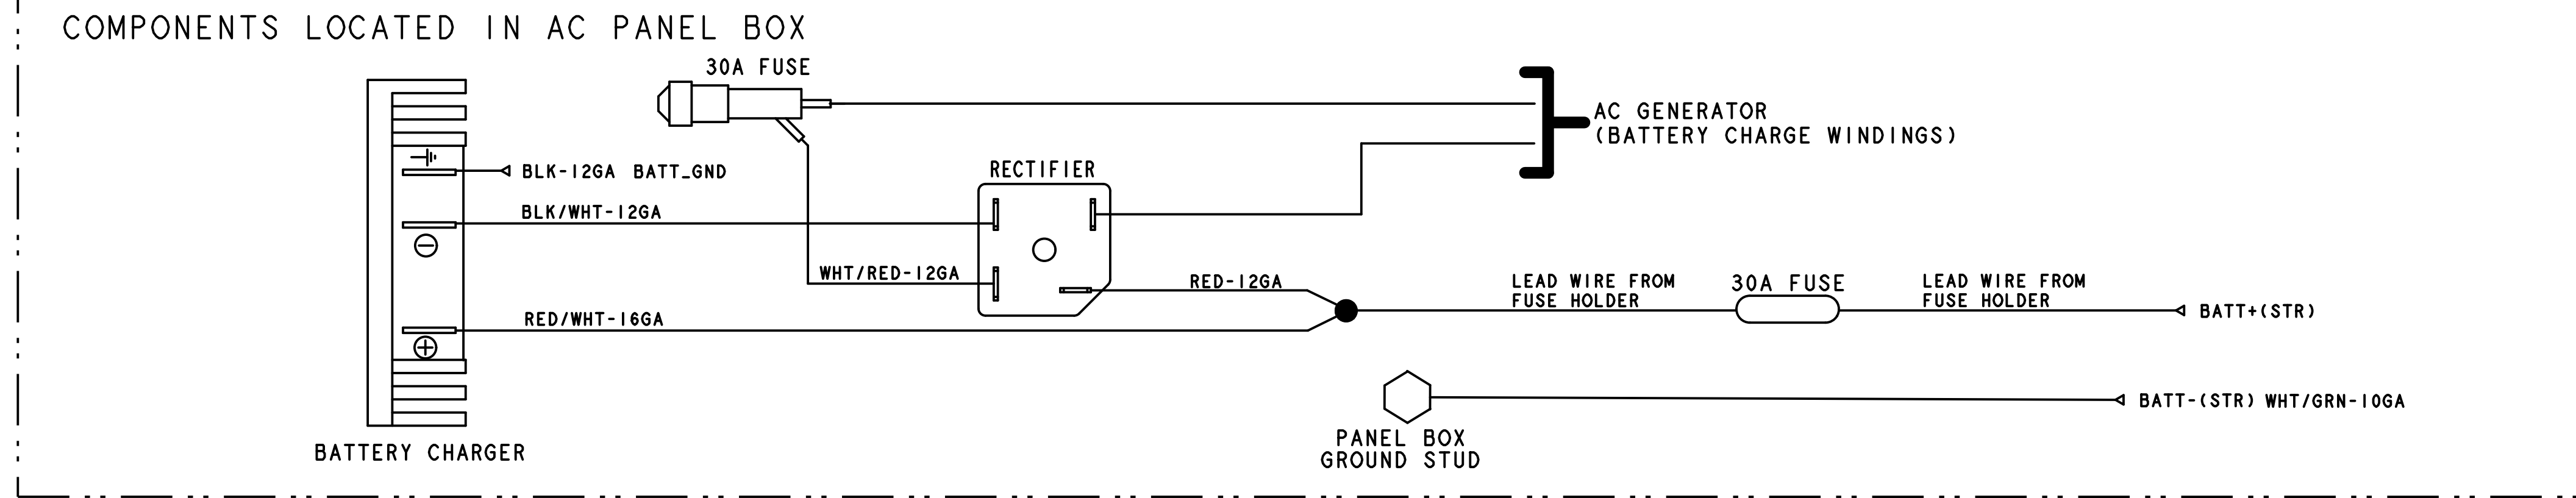 COMPONENTS LOCATED IN AC PANEL BOX
30A FUSE
AC GENERATOR
(BATTERY CHARGE WINDINGS)
BLK-12GA BATT_GND
RECTIFIER
BLK/WHT-12GA
WHT/RED-12GA
RED-12GA
LEAD WIRE FROM
FUSE HOLDER
30A FUSE
LEAD WIRE FROM
FUSE HOLDER
BATT+(STR)
RED/WHT-16GA
BATT-(STR) WHT/GRN-10GA
PANEL BOX
GROUND STUD
BATTERY CHARGER